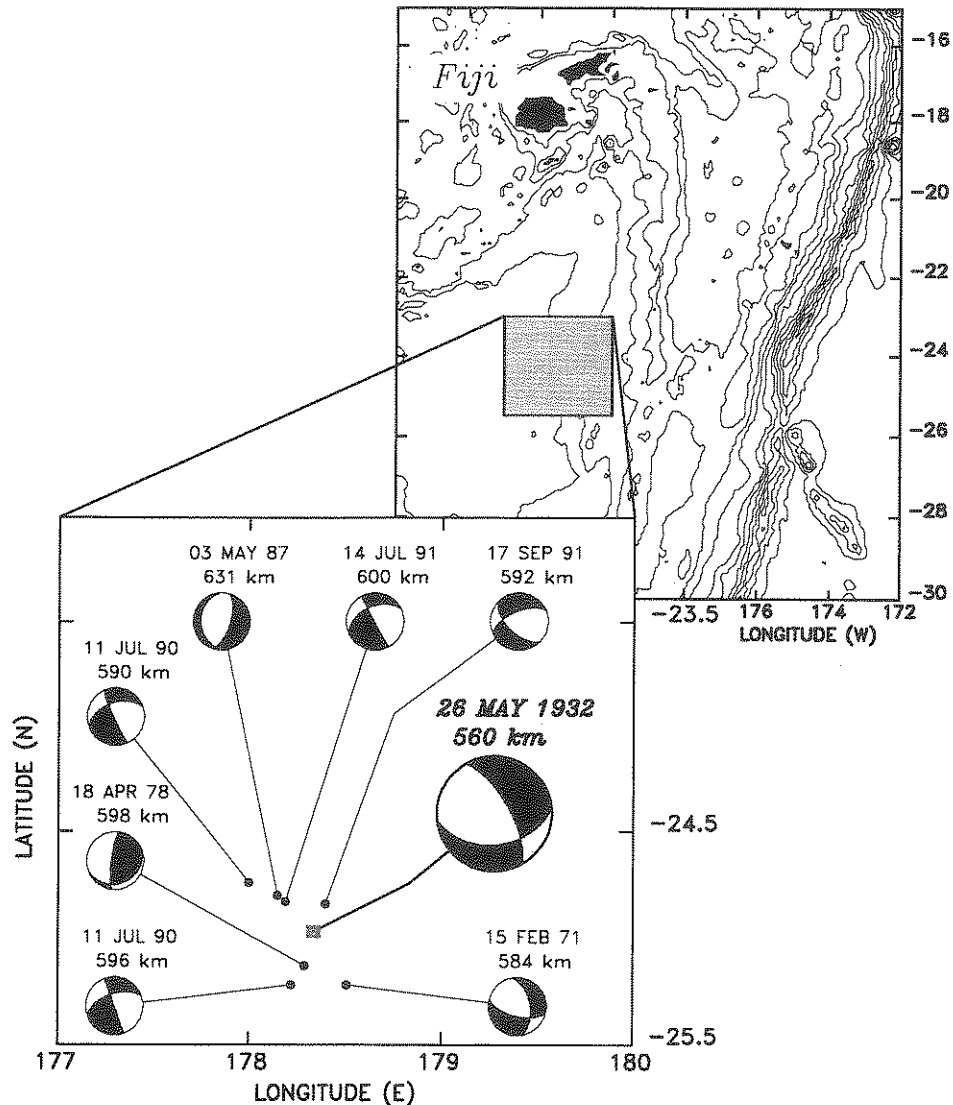 Fiji
-16
-18
-20
-22
-24
-26
-28
-30
176
174
172
LONGITUDE (W)
03 MAY 87
631 km
14 JUL 91
600 km
17 SEP 91
592 km
11 JUL 90
590 km
26 MAY 1932
560 km
18 APR 78
598 km
11 JUL 90
596 km
15 FEB 71
584 km
-23.5
-24.5
-25.5
LATITUDE (N)
177
178
179
180
LONGITUDE (E)